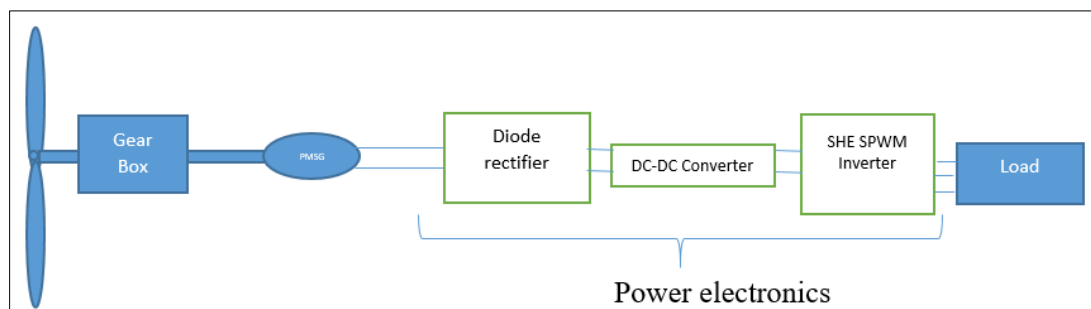 Gear
Box
PMSG
Diode
rectifier
DC-DC Converter
SHE SPWM
Inverter
Load
Power electronics